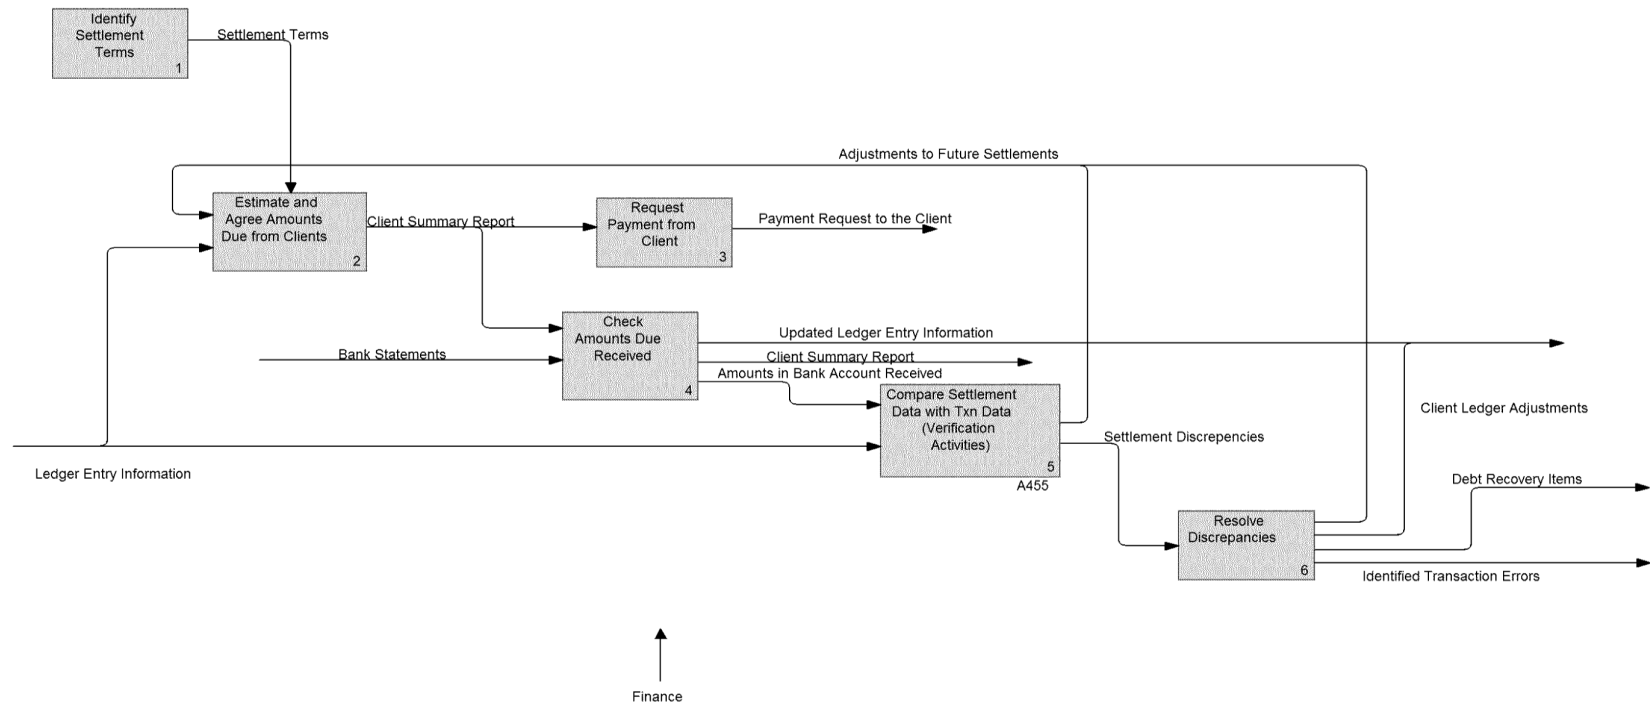 Identify
Settlement
Terms
1
Settlement Terms
Adjustments to Future Settlements
Estimate and
Agree Amounts
Due from Clients
2
Client Summary Report
Request
Payment from
Client
3
Payment Request to the Client
Check
Amounts Due
Received
4
Bank Statements
Updated Ledger Entry Information
Client Summary Report
Amounts in Bank Account Received
Compare Settlement
Data with Txn Data
(Verification
Activities)
5
A455
Client Ledger Adjustments
Settlement Discrepencies
Ledger Entry Information
Debt Recovery Items
Resolve
Discrepancies
6
Identified Transaction Errors
Finance